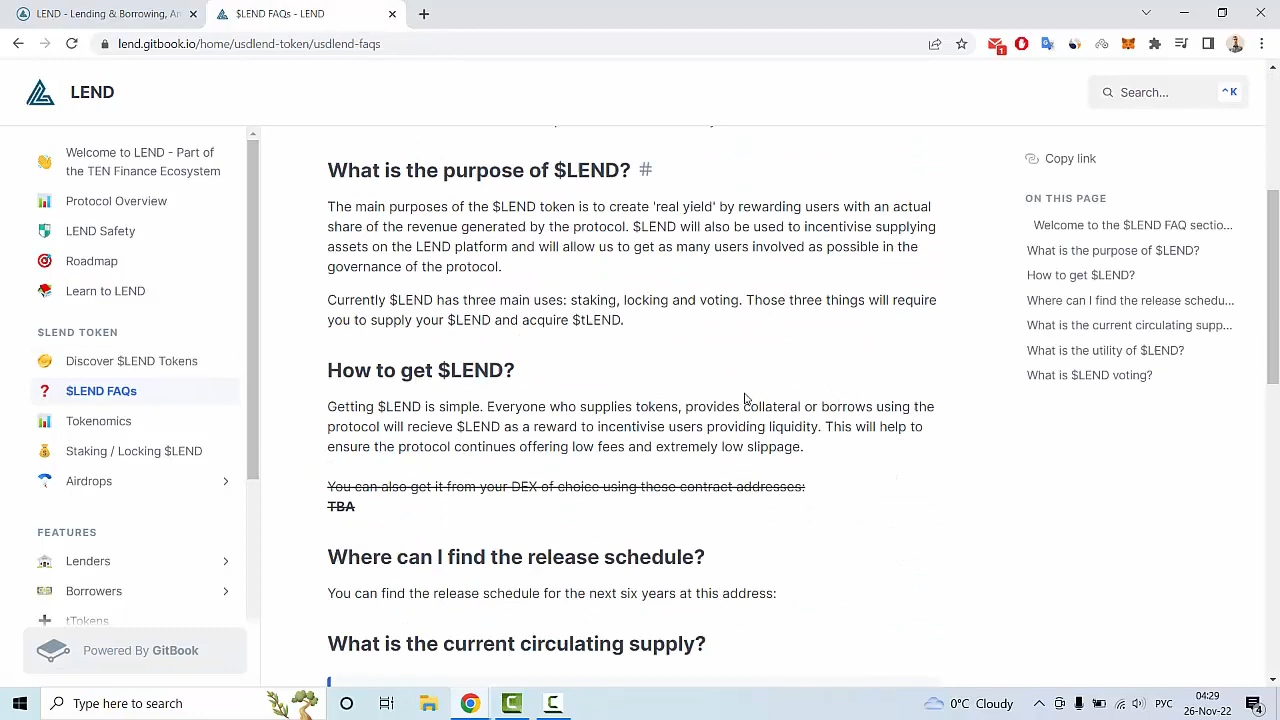 LEND - Lending & Borrowing, An
$LEND FAQs - LEND
lend.gitbook.io/home/usdlend-token/usdlend-faqs
1
LEND
Search...
^K
Welcome to LEND - Part of
the TEN Finance Ecosystem
Protocol Overview
LEND Safety
Roadmap
Learn to LEND
$LEND TOKEN
Discover $LEND Tokens
$LEND FAQs
Tokenomics
Staking / Locking $LEND
Airdrops
FEATURES
Lenders
Borrowers
tTokens
Powered By GitBook
What is the purpose of $LEND? #
The main purposes of the $LEND token is to create 'real yield' by rewarding users with an actual
share of the revenue generated by the protocol. $LEND will also be used to incentivise supplying
assets on the LEND platform and will allow us to get as many users involved as possible in the
governance of the protocol.
Currently $LEND has three main uses: staking, locking and voting. Those three things will require
you to supply your $LEND and acquire $tLEND.
How to get $LEND?
Getting $LEND is simple. Everyone who supplies tokens, provides collateral or borrows using the
protocol will recieve $LEND as a reward to incentivise users providing liquidity. This will help to
ensure the protocol continues offering low fees and extremely low slippage.
You can also get it from your DEX of choice using these contract addresses:
TBA
Where can I find the release schedule?
You can find the release schedule for the next six years at this address:
What is the current circulating supply?
Copy link
ON THIS PAGE
Welcome to the $LEND FAQ sectio...
What is the purpose of $LEND?
How to get $LEND?
Where can I find the release schedu...
What is the current circulating supp...
What is the utility of $LEND?
What is $LEND voting?
Type here to search
0°C Cloudy
РУС
04:29
26-Nov-22
4